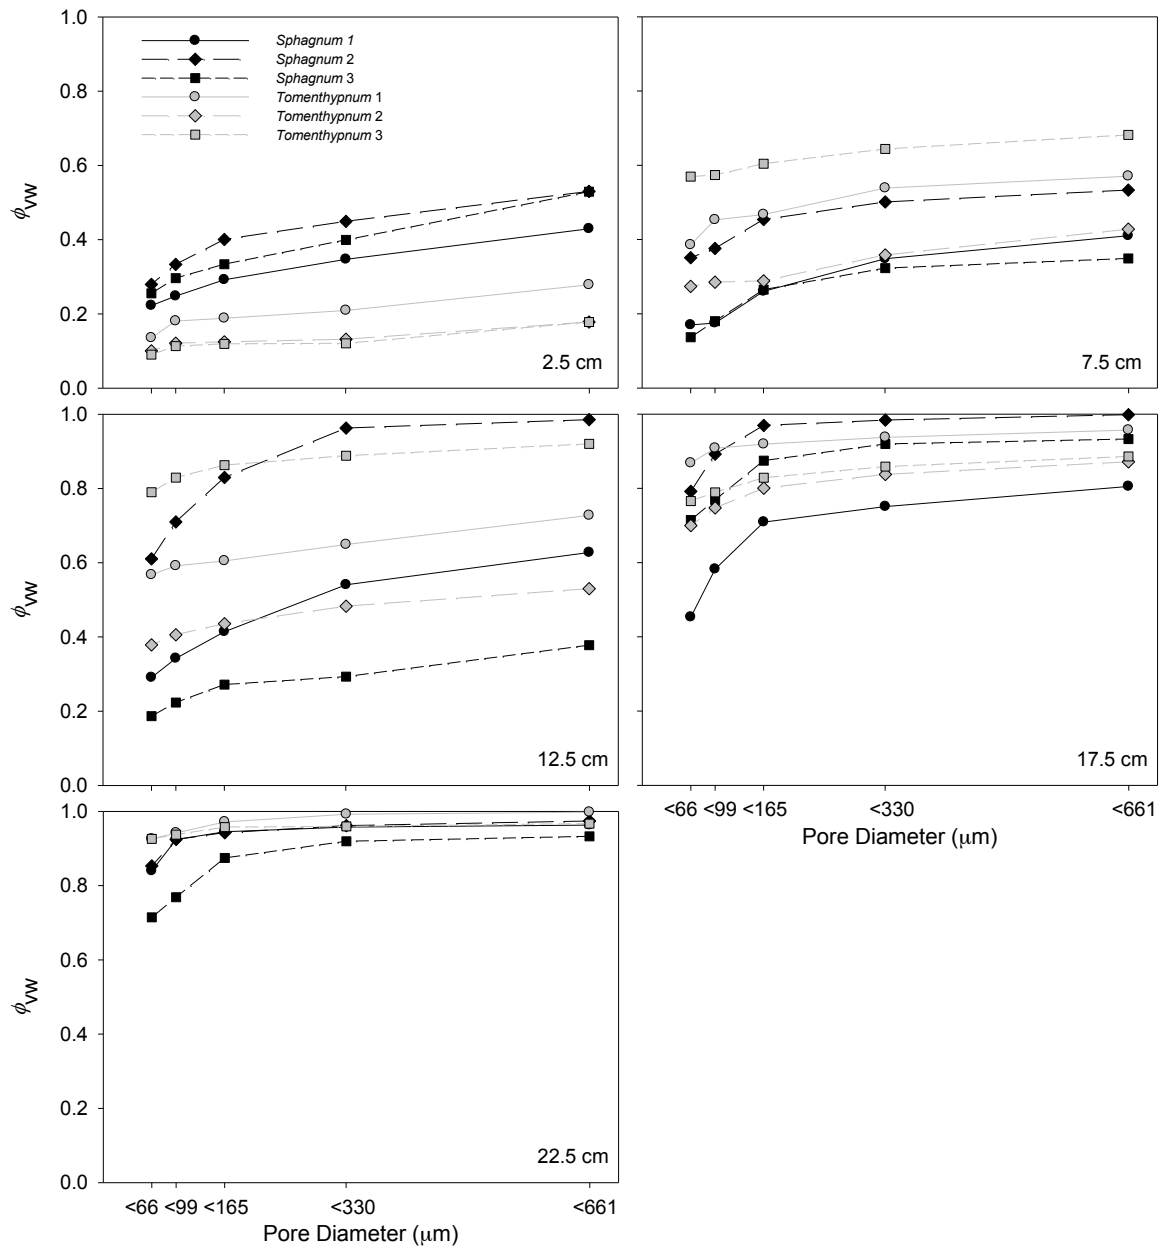 1.0
0.8
0.6
0.4
0.2
0.0
ϕVW
Sphagnum 1
Sphagnum 2
Sphagnum 3
Tomenthypnum 1
Tomenthypnum 2
Tomenthypnum 3
2.5 cm
7.5 cm
1.0
0.8
0.6
0.4
0.2
0.0
ϕVW
12.5 cm
17.5 cm
<66 <99 <165 <330 <661
Pore Diameter (μm)
1.0
0.8
0.6
0.4
0.2
0.0
ϕVW
22.5 cm
<66 <99 <165 <330 <661
Pore Diameter (μm)